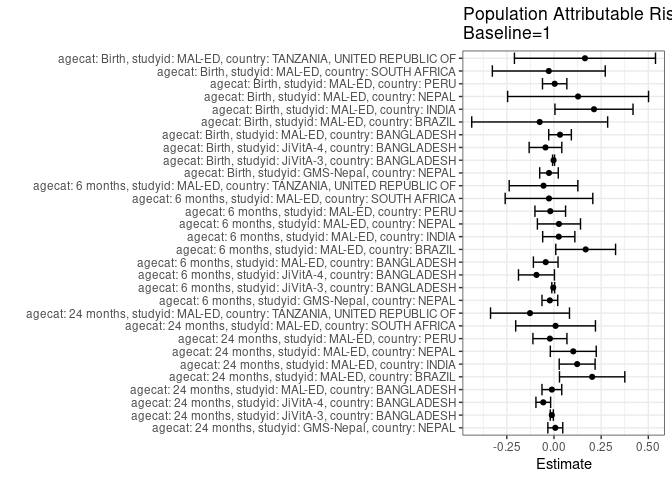 Population Attributable Ris
Baseline=1
agecat: Birth, studyid: MAL-ED, country: TANZANIA, UNITED REPUBLIC OF
agecat: Birth, studyid: MAL-ED, country: SOUTH AFRICA
agecat: Birth, studyid: MAL-ED, country: PERU
agecat: Birth, studyid: MAL-ED, country: NEPAL
agecat: Birth, studyid: MAL-ED, country: INDIA
agecat: Birth, studyid: MAL-ED, country: BRAZIL
agecat: Birth, studyid: MAL-ED, country: BANGLADESH
agecat: Birth, studyid: JiVitA-4, country: BANGLADESH
agecat: Birth, studyid: JiVitA-3, country: BANGLADESH
agecat: Birth, studyid: GMS-Nepal, country: NEPAL
agecat: 6 months, studyid: MAL-ED, country: TANZANIA, UNITED REPUBLIC OF
agecat: 6 months, studyid: MAL-ED, country: SOUTH AFRICA
agecat: 6 months, studyid: MAL-ED, country: PERU
agecat: 6 months, studyid: MAL-ED, country: NEPAL
agecat: 6 months, studyid: MAL-ED, country: INDIA
agecat: 6 months, studyid: MAL-ED, country: BRAZIL
agecat: 6 months, studyid: MAL-ED, country: BANGLADESH
agecat: 6 months, studyid: JiVitA-4, country: BANGLADESH
agecat: 6 months, studyid: JiVitA-3, country: BANGLADESH
agecat: 6 months, studyid: GMS-Nepal, country: NEPAL
agecat: 24 months, studyid: MAL-ED, country: TANZANIA, UNITED REPUBLIC OF
agecat: 24 months, studyid: MAL-ED, country: SOUTH AFRICA
agecat: 24 months, studyid: MAL-ED, country: PERU
agecat: 24 months, studyid: MAL-ED, country: NEPAL
agecat: 24 months, studyid: MAL-ED, country: INDIA
agecat: 24 months, studyid: MAL-ED, country: BRAZIL
agecat: 24 months, studyid: MAL-ED, country: BANGLADESH
agecat: 24 months, studyid: JiVitA-4, country: BANGLADESH
agecat: 24 months, studyid: JiVitA-3, country: BANGLADESH
agecat: 24 months, studyid: GMS-Nepal, country: NEPAL
-0.25 0.00 0.25 0.50
Estimate